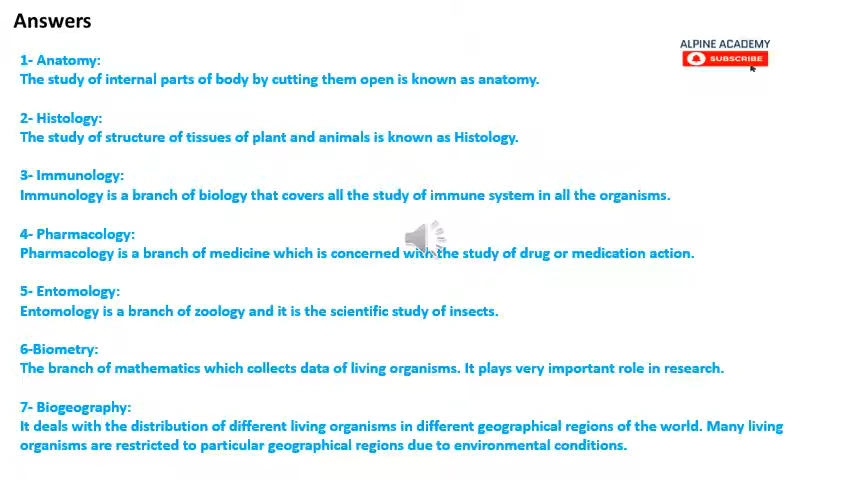 Answers
ALPINE ACADEMY
SUBSCRIBE
1- Anatomy:
The study of internal parts of body by cutting them open is known as anatomy.
2- Histology:
The study of structure of tissues of plant and animals is known as Histology.
3- Immunology:
Immunology is a branch of biology that covers all the study of immune system in all the organisms.
4- Pharmacology:
Pharmacology is a branch of medicine which is concerned with the study of drug or medication action.
5- Entomology:
Entomology is a branch of zoology and it is the scientific study of insects.
6-Biometry:
The branch of mathematics which collects data of living organisms. It plays very important role in research.
7- Biogeography:
It deals with the distribution of different living organisms in different geographical regions of the world. Many living
organisms are restricted to particular geographical regions due to environmental conditions.